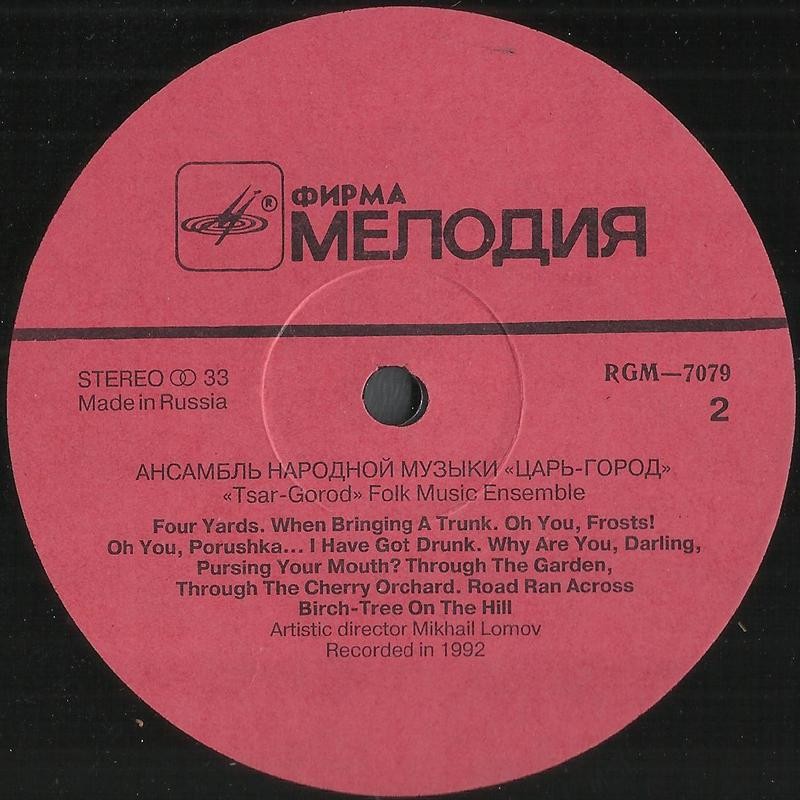 ®
ФИРМА
МЕЛОДИЯ
STEREO 33
Made in Russia
RGM—7079
2
АНСАМБЛЬ НАРОДНОЙ МУЗЫКИ «ЦАРЬ-ГОРОД»
«Tsar-Gorod» Folk Music Ensemble
Four Yards. When Bringing A Trunk. Oh You, Frosts!
Oh You, Porushka... I Have Got Drunk. Why Are You, Darling,
Pursing Your Mouth? Through The Garden,
Through The Cherry Orchard. Road Ran Across
Birch-Tree On The Hill
Artistic director Mikhail Lomov
Recorded in 1992